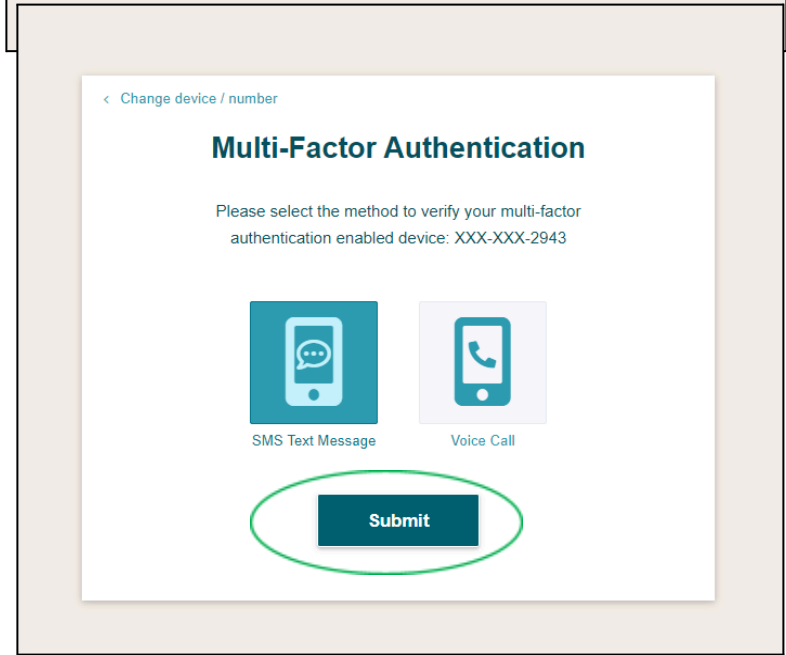 < Change device / number
Multi-Factor Authentication
Please select the method to verify your multi-factor
authentication enabled device: XXX-XXX-2943
SMS Text Message
Voice Call
Submit